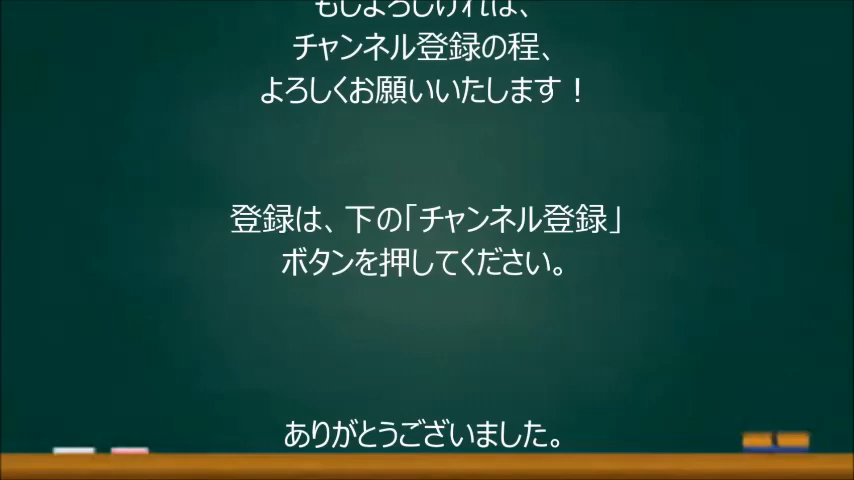 もしよろしければ、
チャンネル登録の程、
よろしくお願いいたします！
登録は、下の「チャンネル登録」
ボタンを押してください。
ありがとうございました。